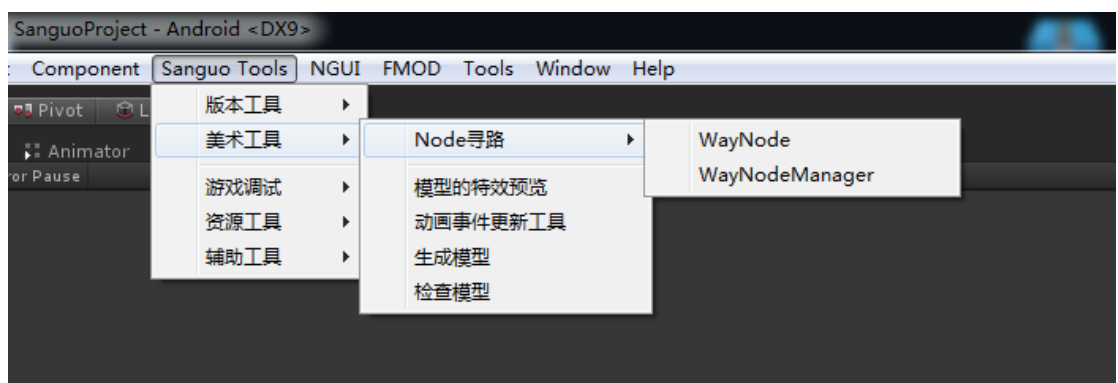 SanguoProject - Android <DX9>
Component Sanguo Tools NGUI FMOD Tools Window Help
Pivot L
版本工具
美术工具 Node寻路 WayNode
Animator
WayNodeManager
or Pause
游戏调试 模型的特效预览
资源工具 动画事件更新工具
辅助工具 生成模型
检查模型